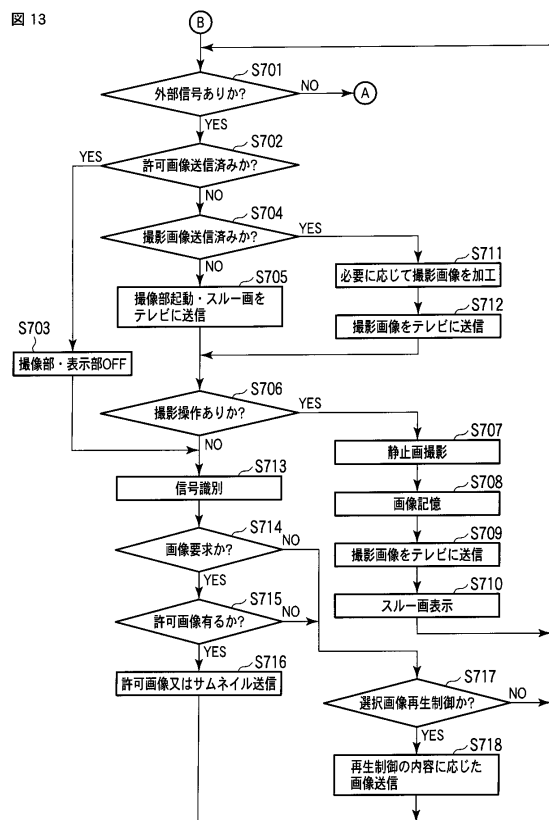 図 13
B
S701
外部信号ありか?
NO
A
YES
S702
YES
許可画像送信済みか?
NO
S704
撮影画像送信済みか?
YES
S711
NO
必要に応じて撮影画像を加工
S705
撮像部起動・スルー画を
テレビに送信
S712
撮影画像をテレビに送信
S703
撮像部・表示部OFF
S706
撮影操作ありか?
YES
NO
S707
静止画撮影
S713
信号識別
S708
画像記憶
S714
画像要求か?
NO
S709
撮影画像をテレビに送信
YES
S715
許可画像有るか?
NO
S710
スルー画表示
YES
S716
許可画像又はサムネイル送信
S717
選択画像再生制御か?
NO
YES
S718
再生制御の内容に応じた
画像送信